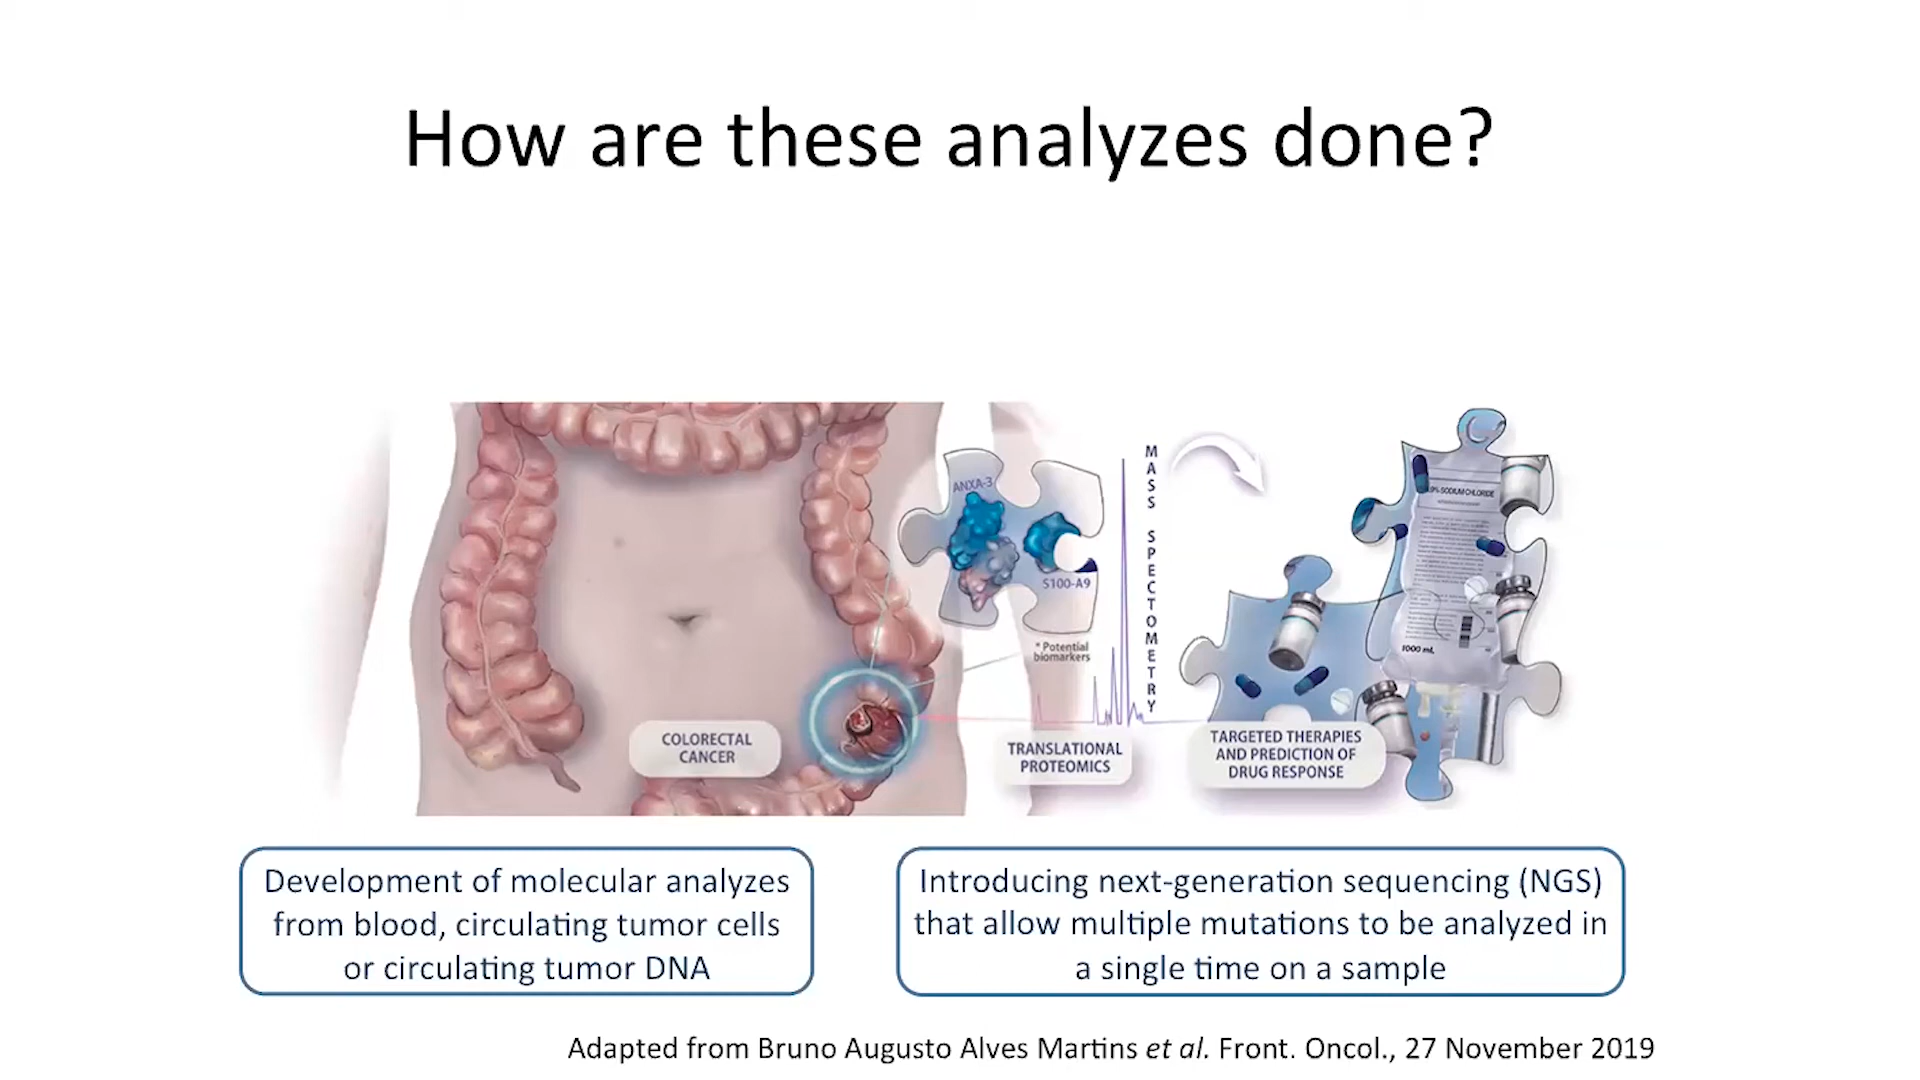 How are these analyzes done?
ANXA-3
S100-A9
* Potential
biomarkers
MASS SPECTOMETRY
0.9% SODIUM CHLORIDE
1000 mL
COLORECTAL
CANCER
TRANSLATIONAL
PROTEOMICS
TARGETED THERAPIES
AND PREDICTION OF
DRUG RESPONSE
Development of molecular analyzes
from blood, circulating tumor cells
or circulating tumor DNA
Introducing next-generation sequencing (NGS)
that allow multiple mutations to be analyzed in
a single time on a sample
Adapted from Bruno Augusto Alves Martins et al. Front. Oncol., 27 November 2019